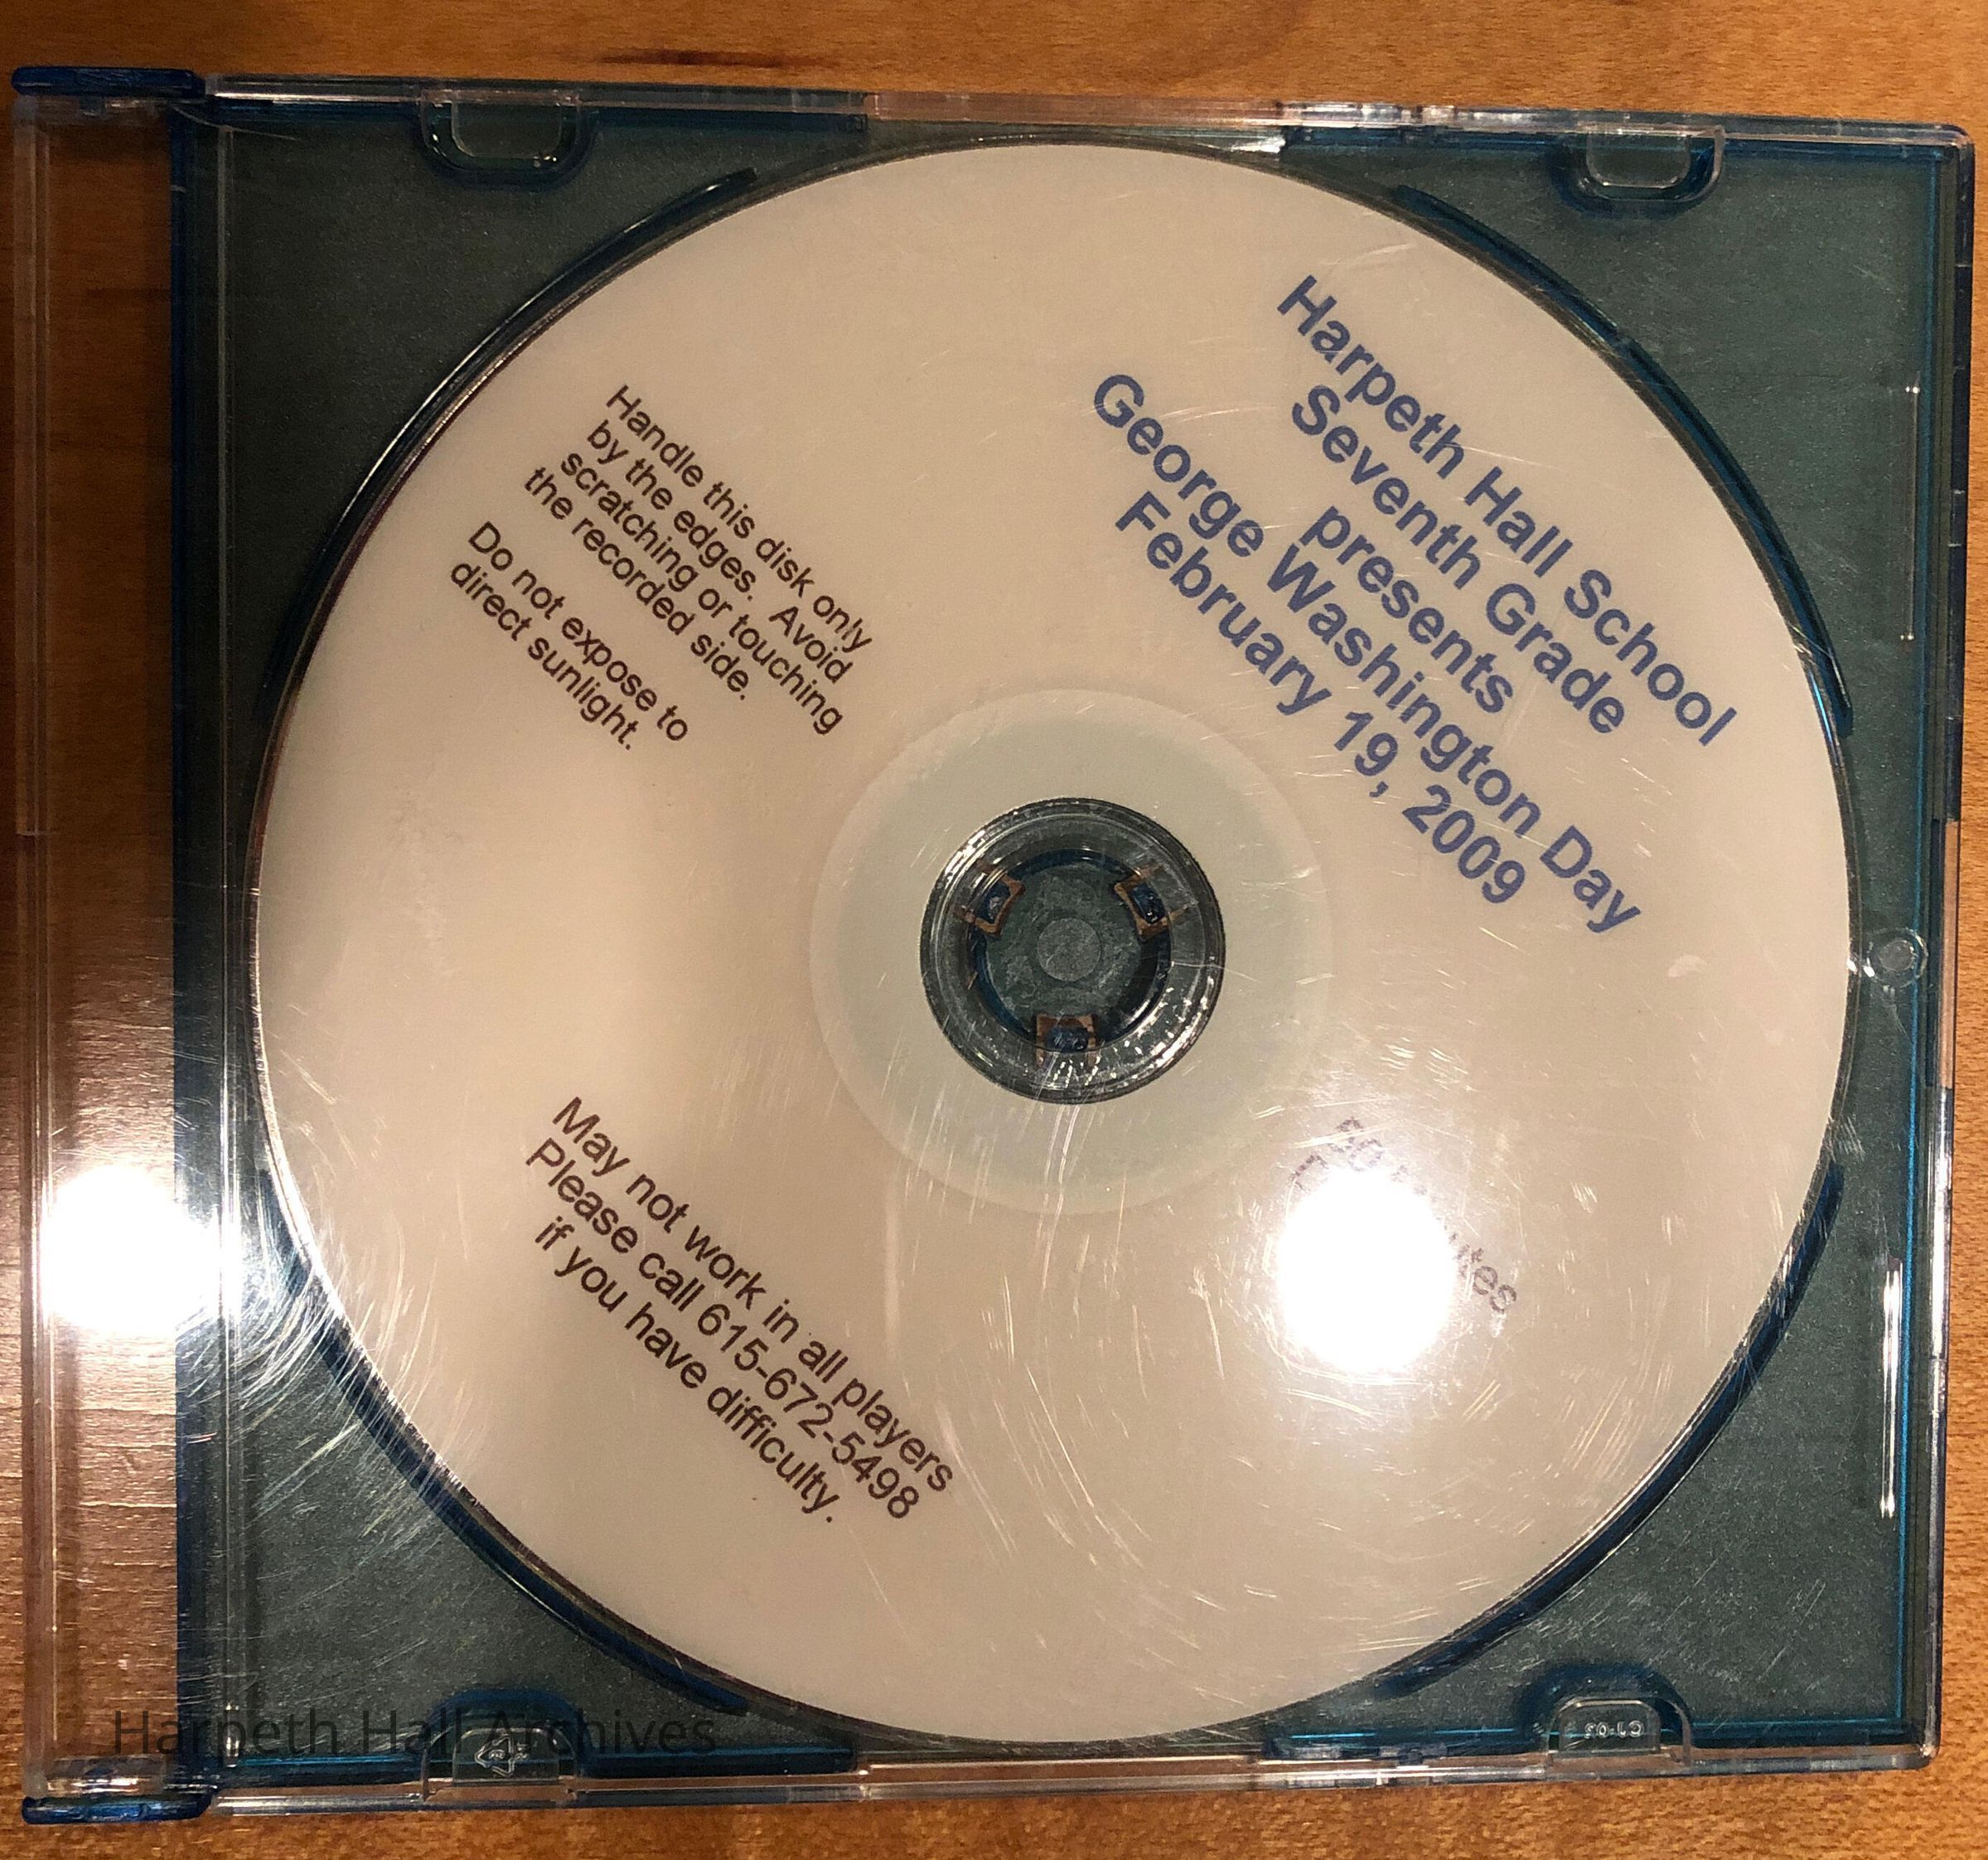 Harpeth Hall School
Seventh Grade
presents
George Washington Day
February 19, 2009
Handle this disk only
by the edges. Avoid
scratching or touching
the recorded side.
Do not expose to
direct sunlight.
May not work in all players
Please call 615-672-5498
if you have difficulty.
Harpeth Hall Archives